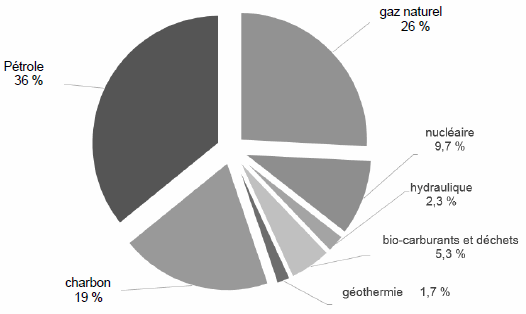 gaz naturel
26 %
Pétrole
36 %
nucléaire
9,7 %
hydraulique
2,3 %
bio-carburants et déchets
5,3 %
géothermie 1,7 %
charbon
19 %